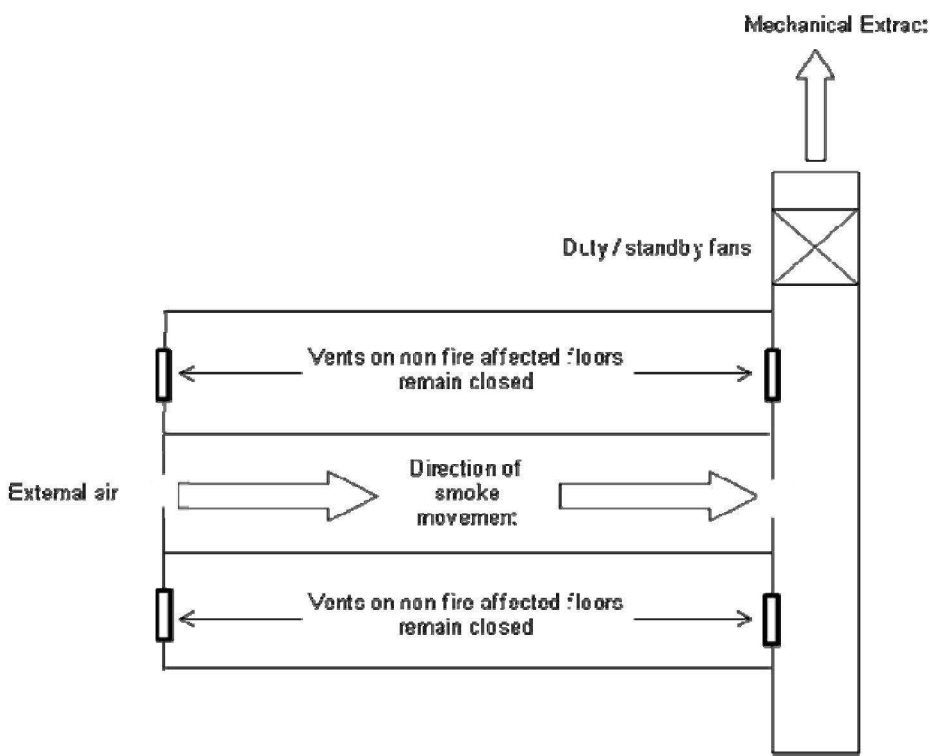 Mechanical Extract
Duty / standby fans
Vents on non fire affected floors
remain closed
External air
Direction of
smoke
movement
Vents on non fire affected floors
remain closed